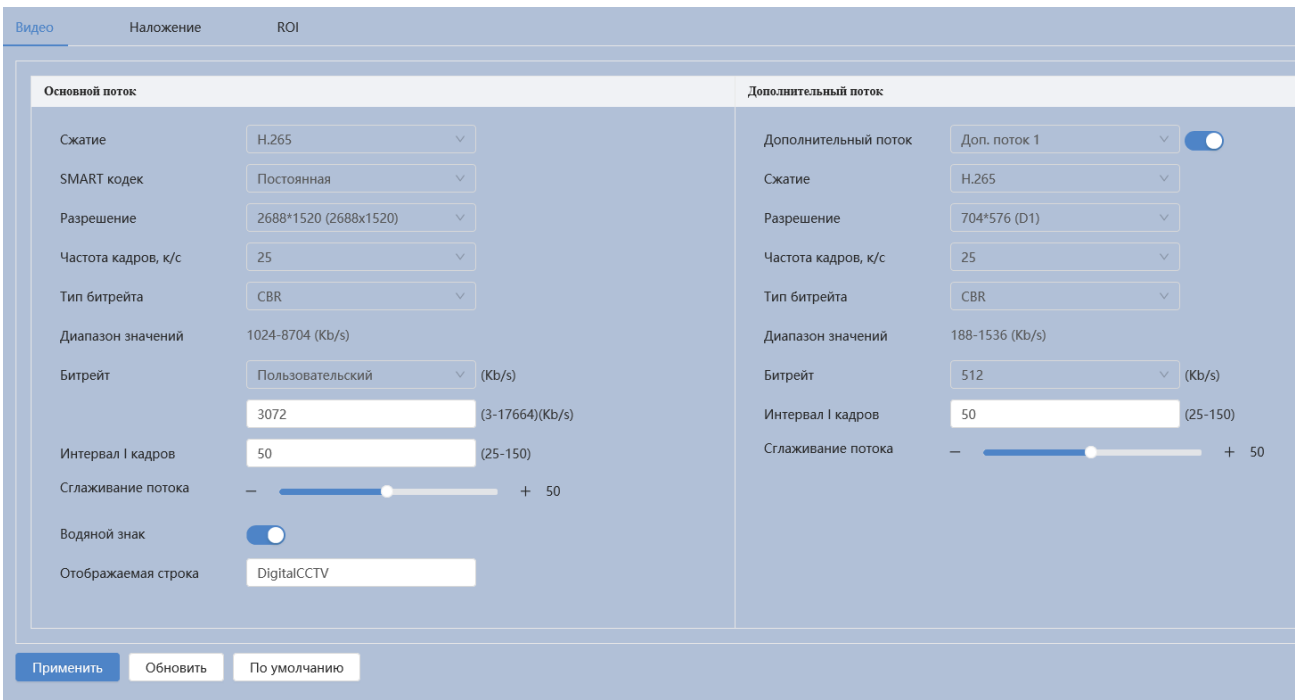 Видео Наложение ROI
Основной поток
Сжатие H.265
SMART кодек Постоянная
Разрешение 2688*1520 (2688x1520)
Частота кадров, к/с 25
Тип битрейта CBR
Диапазон значений 1024-8704 (Kb/s)
Битрейт Пользовательский (Kb/s)
3072 (3-17664)(Kb/s)
Интервал I кадров 50 (25-150)
Сглаживание потока − + 50
Водяной знак
Отображаемая строка DigitalCCTV
Дополнительный поток
Дополнительный поток Доп. поток 1
Сжатие H.265
Разрешение 704*576 (D1)
Частота кадров, к/с 25
Тип битрейта CBR
Диапазон значений 188-1536 (Kb/s)
Битрейт 512 (Kb/s)
Интервал I кадров 50 (25-150)
Сглаживание потока − + 50
Применить Обновить По умолчанию